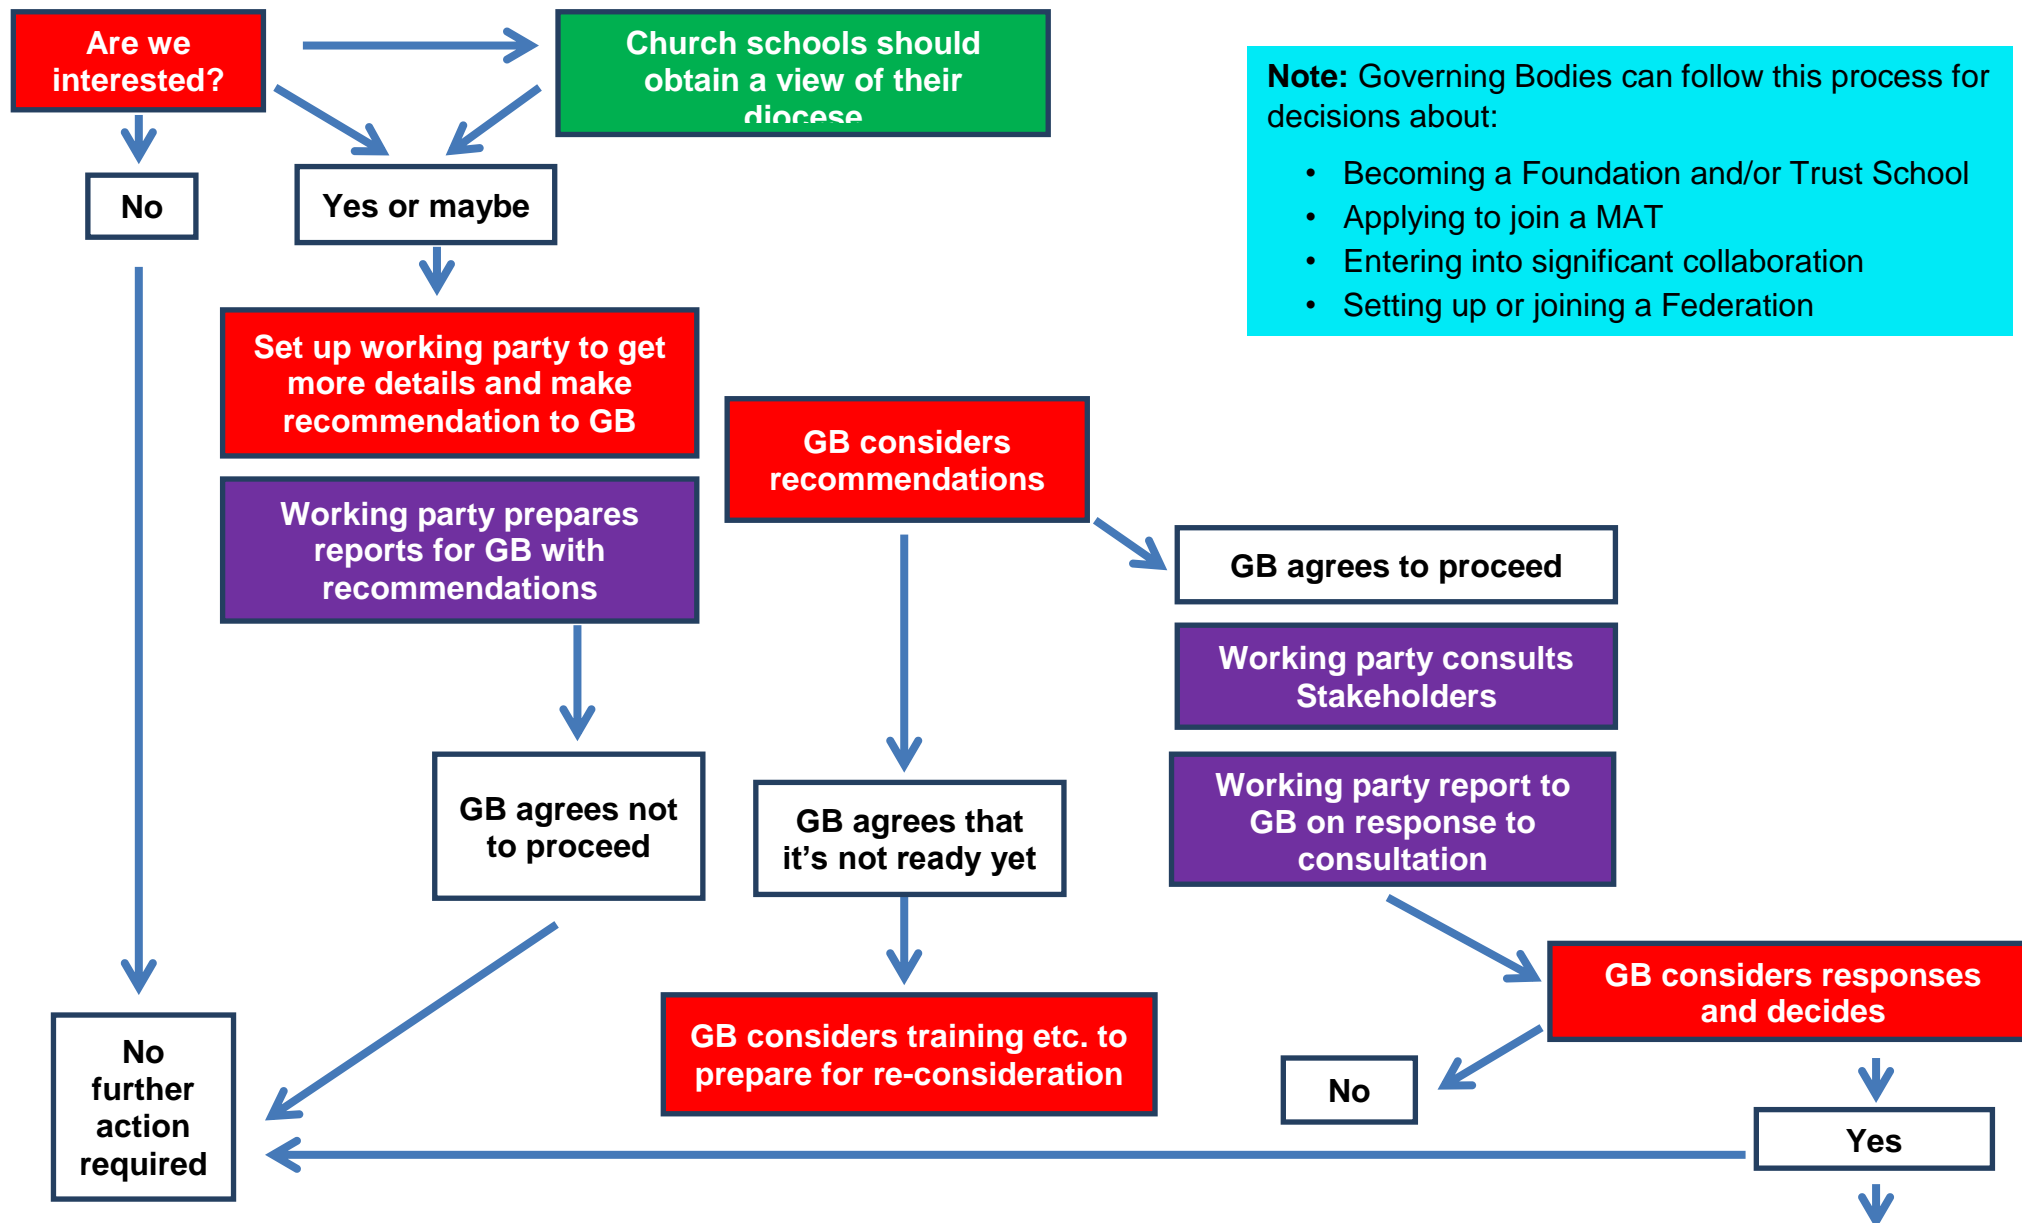 Are we
interested?
Church schools should
obtain a view of their
diocese
Note: Governing Bodies can follow this process for
decisions about:
• Becoming a Foundation and/or Trust School
• Applying to join a MAT
• Entering into significant collaboration
• Setting up or joining a Federation
No
Yes or maybe
Set up working party to get
more details and make
recommendation to GB
Working party prepares
reports for GB with
recommendations
GB considers
recommendations
GB agrees to proceed
Working party consults
Stakeholders
Working party report to
GB on response to
consultation
GB agrees not
to proceed
GB agrees that
it’s not ready yet
GB considers responses
and decides
No
further
action
required
GB considers training etc. to
prepare for re-consideration
No
Yes